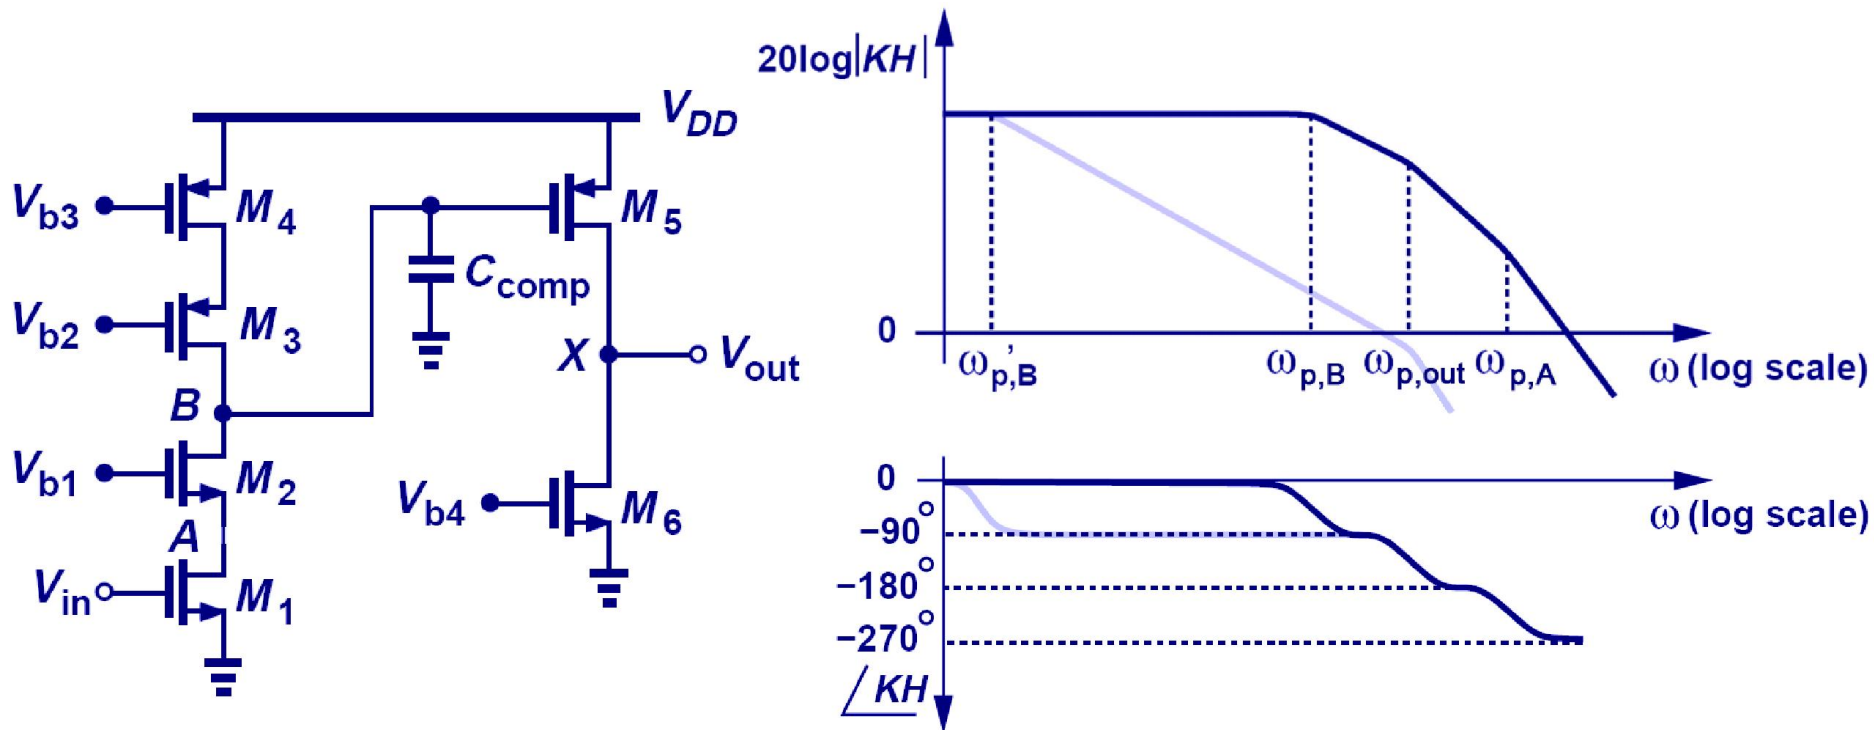 V_DD
V_b3
M_4
M_5
C_comp
V_b2
M_3
X
V_out
B
V_b1
M_2
V_b4
M_6
A
V_in
M_1
20log|KH|
0
ω'_p,B
ω_p,B
ω_p,out
ω_p,A
ω (log scale)
0
ω (log scale)
−90°
−180°
−270°
∠KH